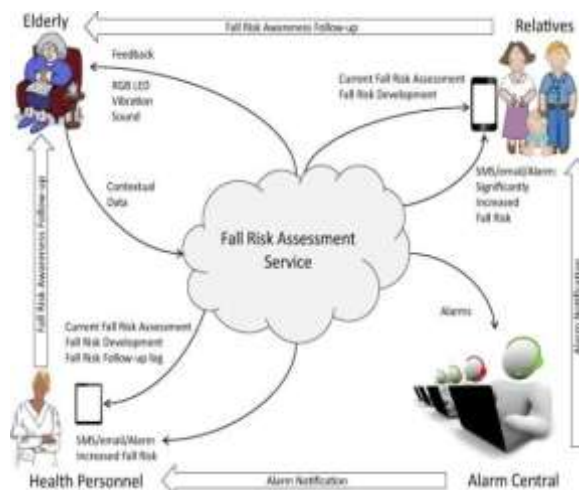 Elderly
Fall Risk Awareness Follow-up
Relatives
Feedback
RGB LED
Vibration
Sound
Current Fall Risk Assessment
Fall Risk Development
Contextual
Data
SMS/email/Alarm:
Significantly
Increased
Fall Risk
Fall Risk Assessment
Service
Fall Risk Awareness Follow-up
Alarms
Alarm Notification
Current Fall Risk Assessment
Fall Risk Development
Fall Risk Follow-up log
SMS/email/Alarm
Increased Fall Risk
Health Personnel
Alarm Notification
Alarm Central